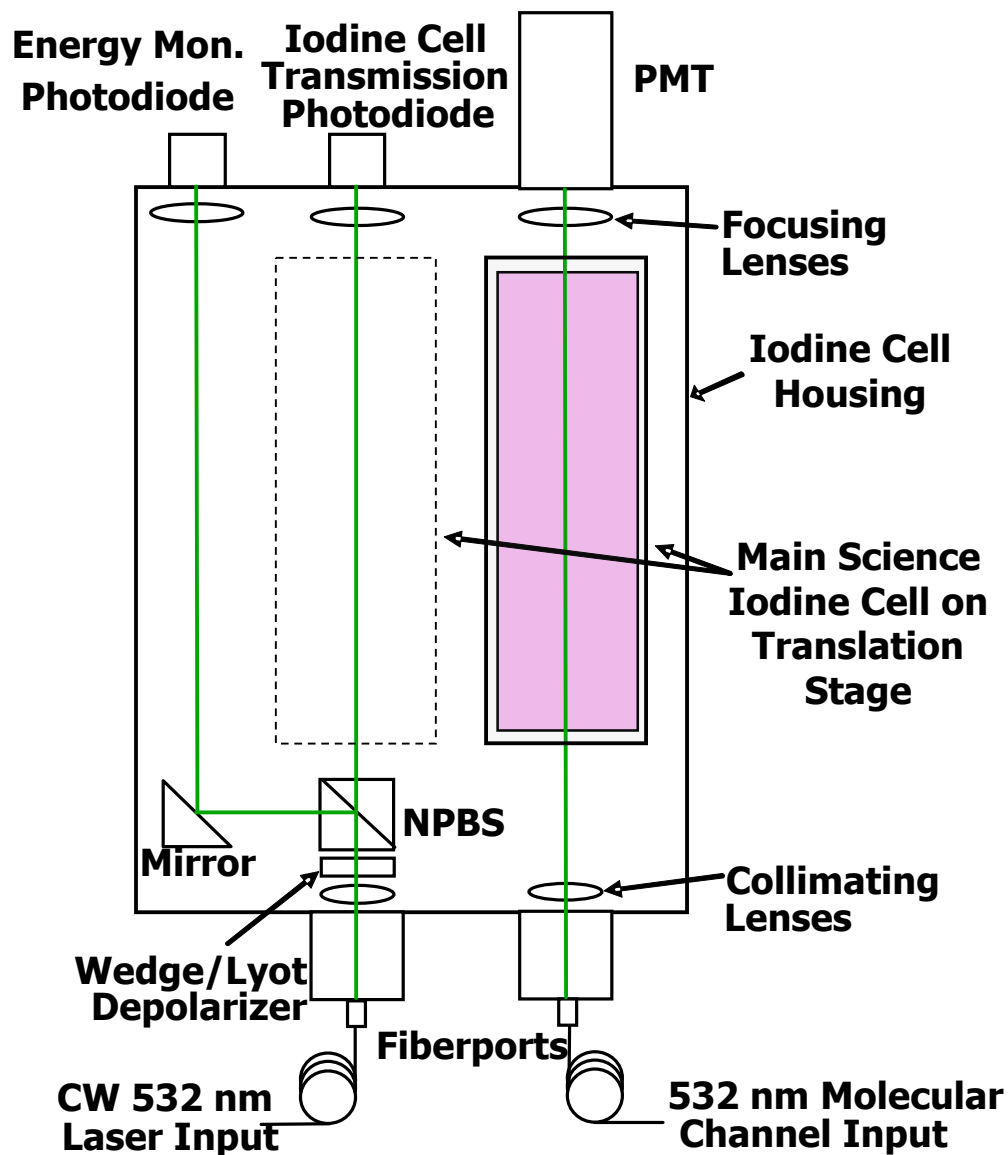 Energy Mon.
Photodiode
Iodine Cell
Transmission
Photodiode
PMT
Focusing
Lenses
Iodine Cell
Housing
Main Science
Iodine Cell on
Translation
Stage
NPBS
Mirror
Collimating
Lenses
Wedge/Lyot
Depolarizer
Fiberports
CW 532 nm
Laser Input
532 nm Molecular
Channel Input